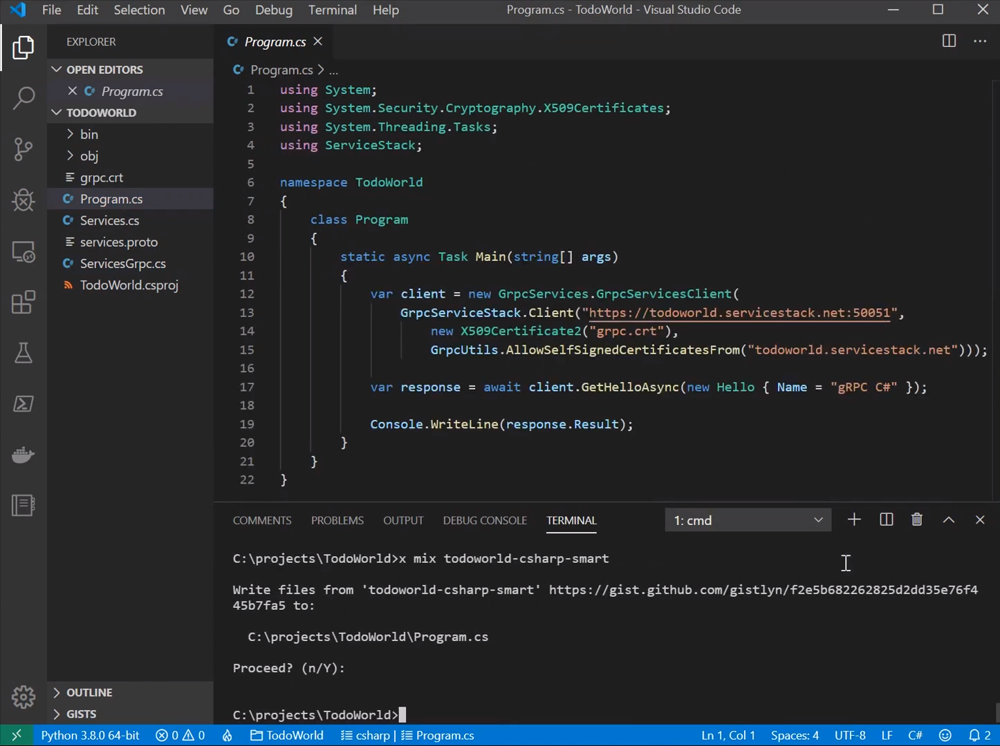 File Edit Selection View Go Debug Terminal Help Program.cs - TodoWorld - Visual Studio Code
EXPLORER
OPEN EDITORS
Program.cs
TODOWORLD
bin
obj
grpc.crt
Program.cs
Services.cs
services.proto
ServicesGrpc.cs
TodoWorld.csproj
OUTLINE
GISTS
Program.cs
Program.cs > ...
1 using System;
2 using System.Security.Cryptography.X509Certificates;
3 using System.Threading.Tasks;
4 using ServiceStack;
5
6 namespace TodoWorld
7 {
8 class Program
9 {
10 static async Task Main(string[] args)
11 {
12 var client = new GrpcServices.GrpcServicesClient(
13 GrpcServiceStack.Client("https://todoworld.servicestack.net:50051",
14 new X509Certificate2("grpc.crt"),
15 GrpcUtils.AllowSelfSignedCertificatesFrom("todoworld.servicestack.net")));
16
17 var response = await client.GetHelloAsync(new Hello { Name = "gRPC C#" });
18
19 Console.WriteLine(response.Result);
20 }
21 }
22 }
COMMENTS PROBLEMS OUTPUT DEBUG CONSOLE TERMINAL 1: cmd
C:\projects\TodoWorld>x mix todoworld-csharp-smart
Write files from 'todoworld-csharp-smart' https://gist.github.com/gistlyn/f2e5b682262825d2dd35e76f4
45b7fa5 to:
C:\projects\TodoWorld\Program.cs
Proceed? (n/Y):
C:\projects\TodoWorld>
Python 3.8.0 64-bit 0 0 TodoWorld csharp | Program.cs Ln 1, Col 1 Spaces: 4 UTF-8 LF C# 2